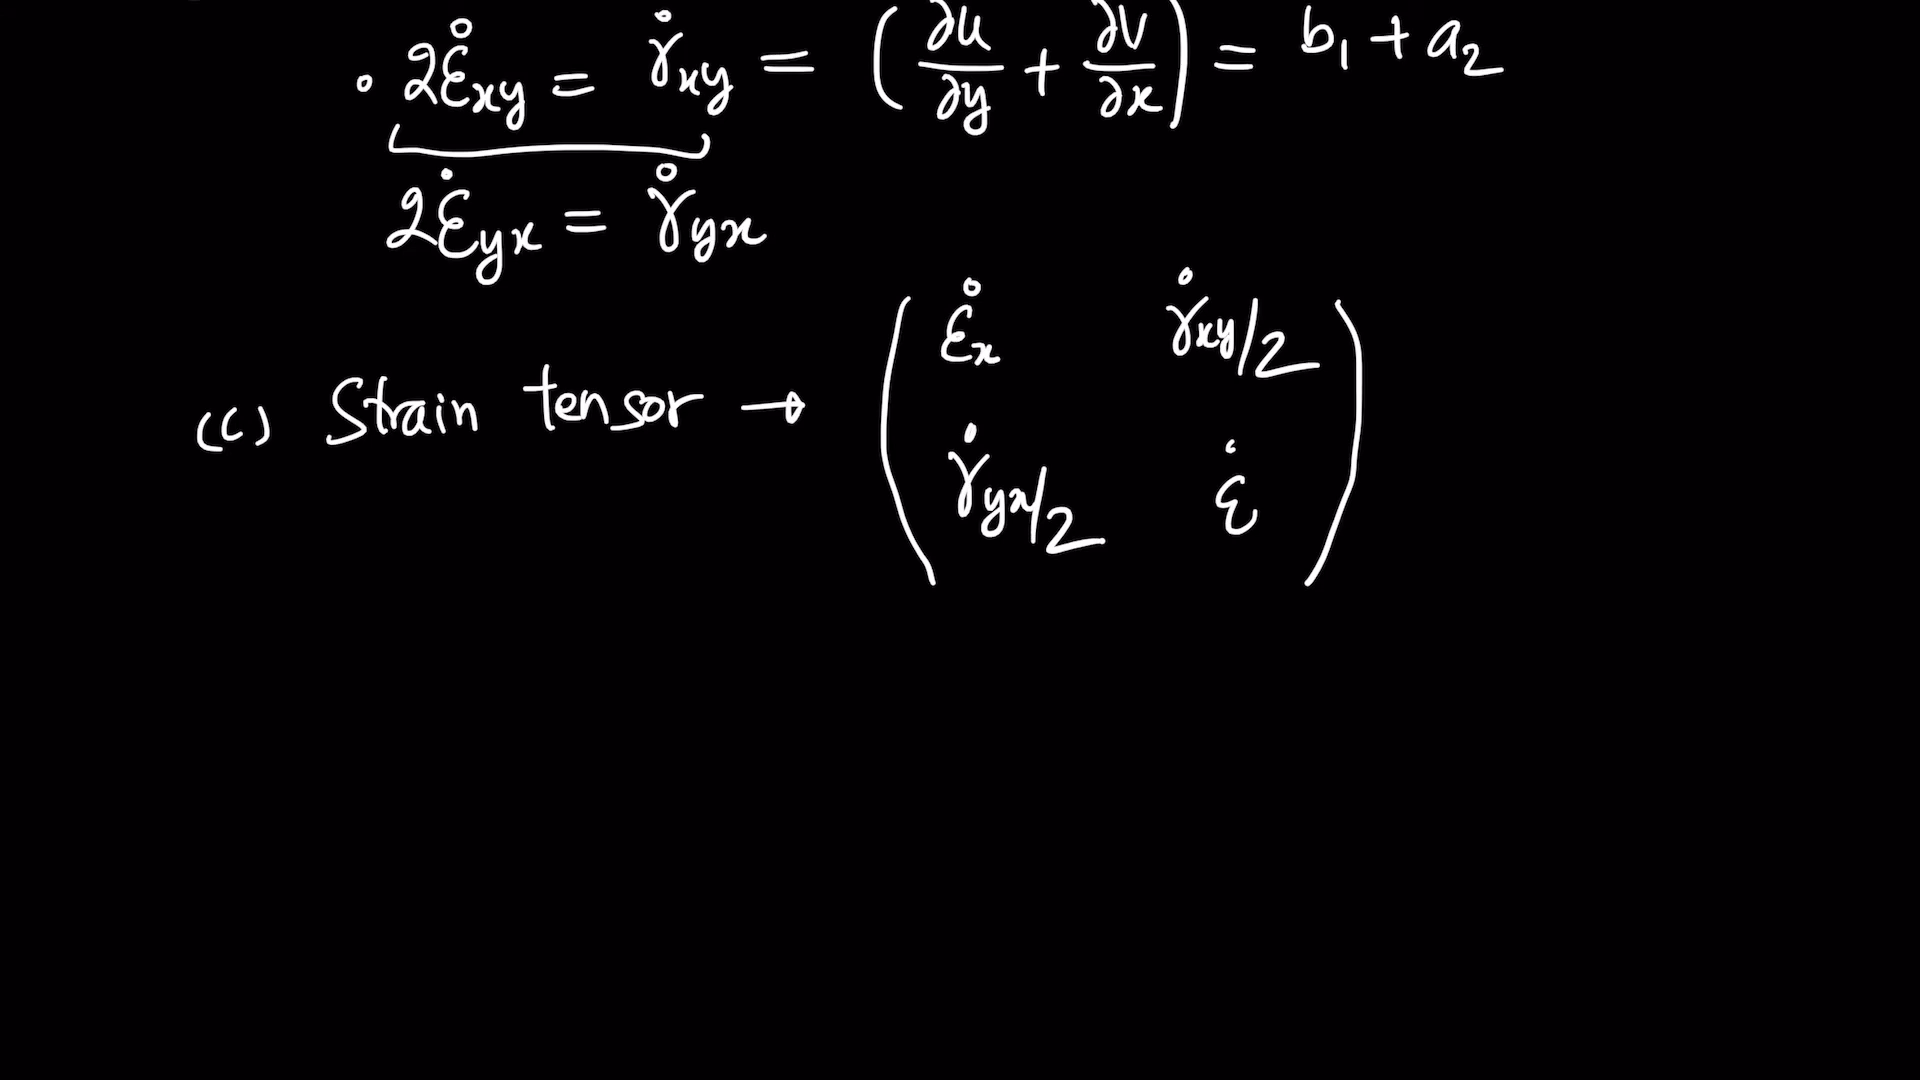 • 2ε̇xy = γ̇xy = (∂u/∂y + ∂v/∂x) = b₁ + a₂
2ε̇yx = γ̇yx
(c) Strain tensor → ( ε̇x γ̇xy/2
γ̇yx/2 ε̇ )